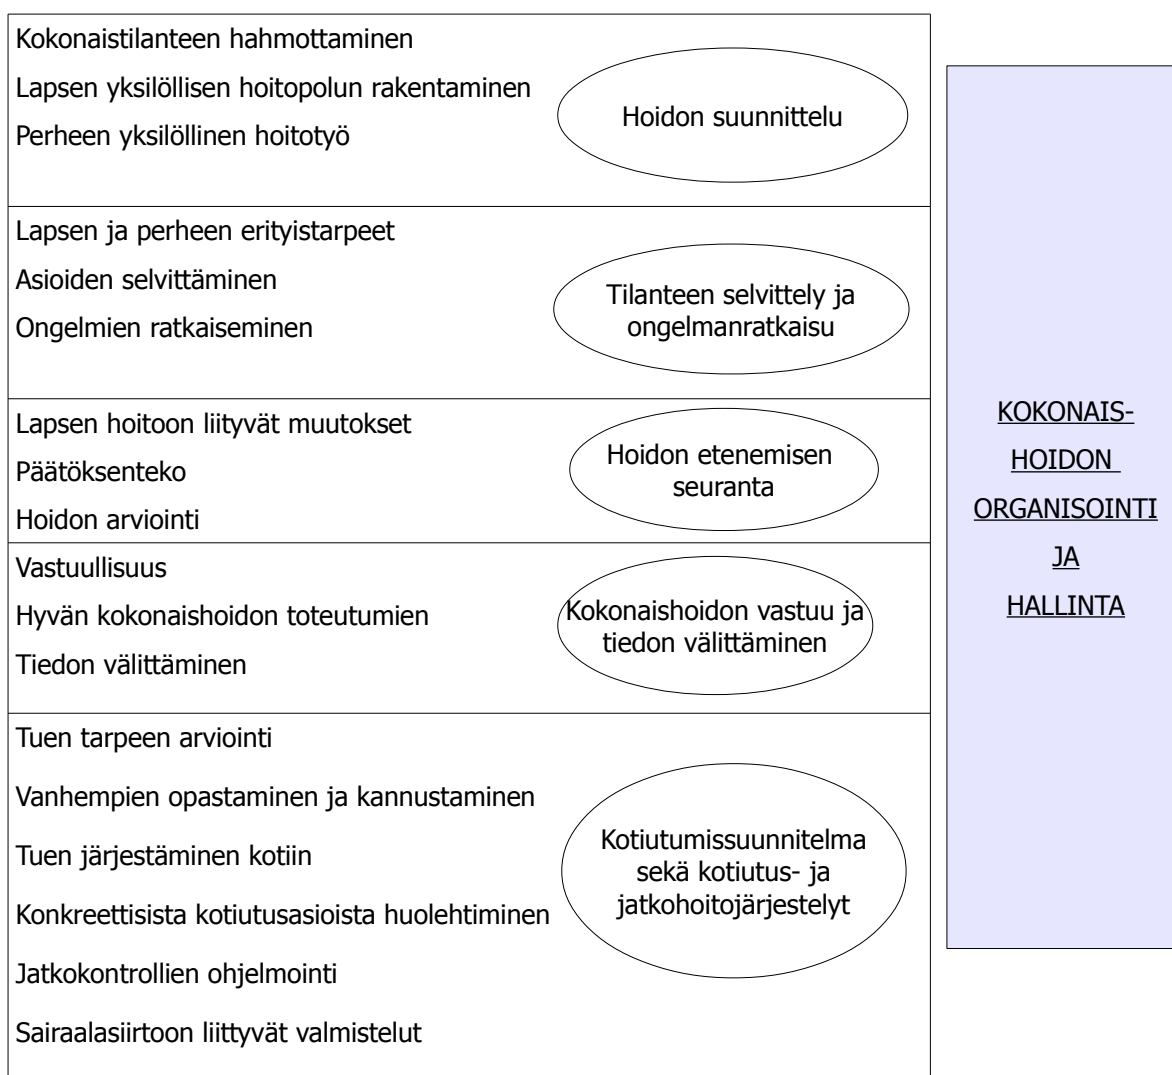 Kokonaistilanteen hahmottaminen
Lapsen yksilöllisen hoitopolun rakentaminen
Perheen yksilöllinen hoitotyö
Hoidon suunnittelu
Lapsen ja perheen erityistarpeet
Asioiden selvittäminen
Ongelmien ratkaiseminen
Tilanteen selvittely ja
ongelmanratkaisu
Lapsen hoitoon liityvät muutokset
Päätöksenteko
Hoidon arviointi
Hoidon etenemisen
seuranta
Vastuullisuus
Hyvän kokonaishoidon toteutumien
Tiedon välittäminen
Kokonaishoidon vastuu ja
tiedon välittäminen
Tuen tarpeen arviointi
Vanhempien opastaminen ja kannustaminen
Tuen järjestäminen kotiin
Konkreettisista kotiutusasioista huolehtiminen
Jatkokontrollien ohjelmointi
Sairaalasiirtoon liittyvät valmistelut
Kotiutumissuunnitelma
sekä kotiutus- ja
jatkohoitojärjestelyt
KOKONAIS-
HOIDON
ORGANISOINTI
JA
HALLINTA